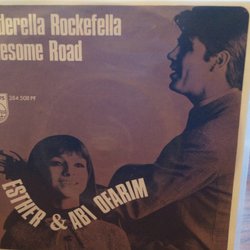 derella Rockefella
esome Road
384 508 PF
ESTHER & ABI OFARIM